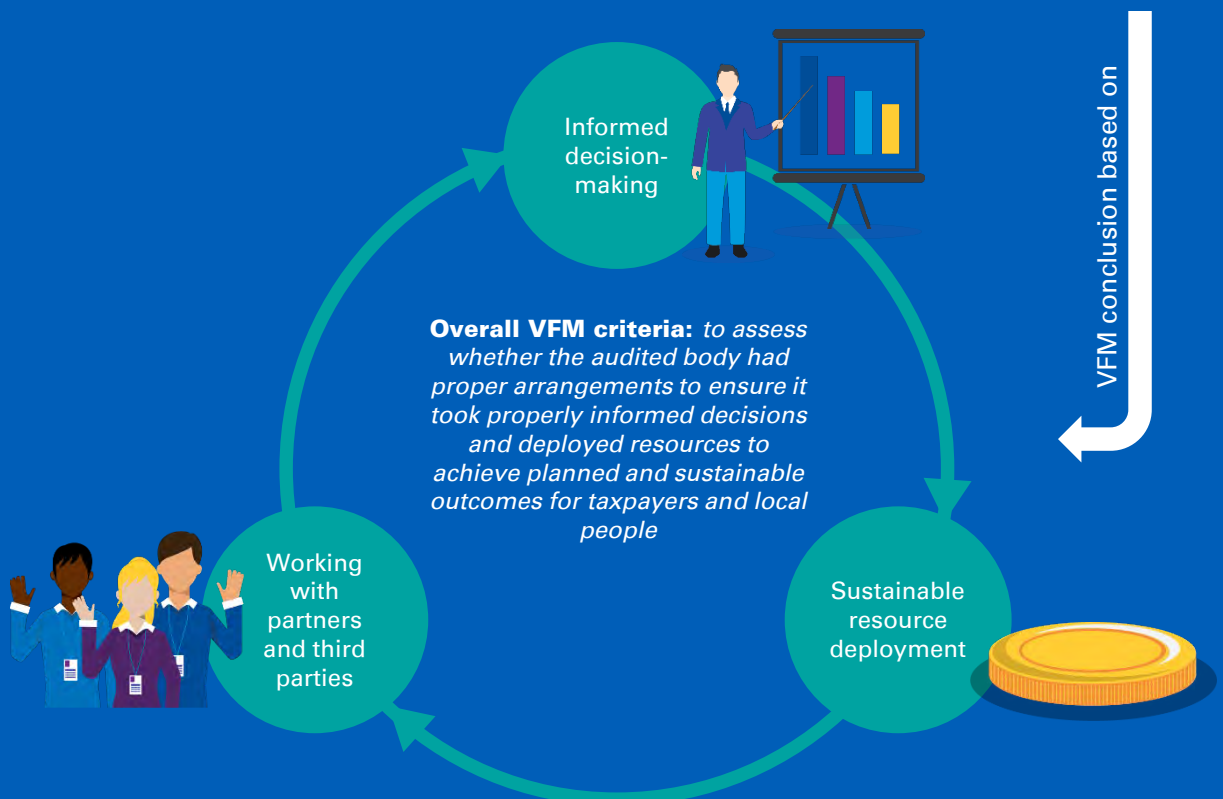 Informed
decision-
making
VFM conclusion based on
Overall VFM criteria: to assess
whether the audited body had
proper arrangements to ensure it
took properly informed decisions
and deployed resources to
achieve planned and sustainable
outcomes for taxpayers and local
people
Working
with
partners
and third
parties
Sustainable
resource
deployment